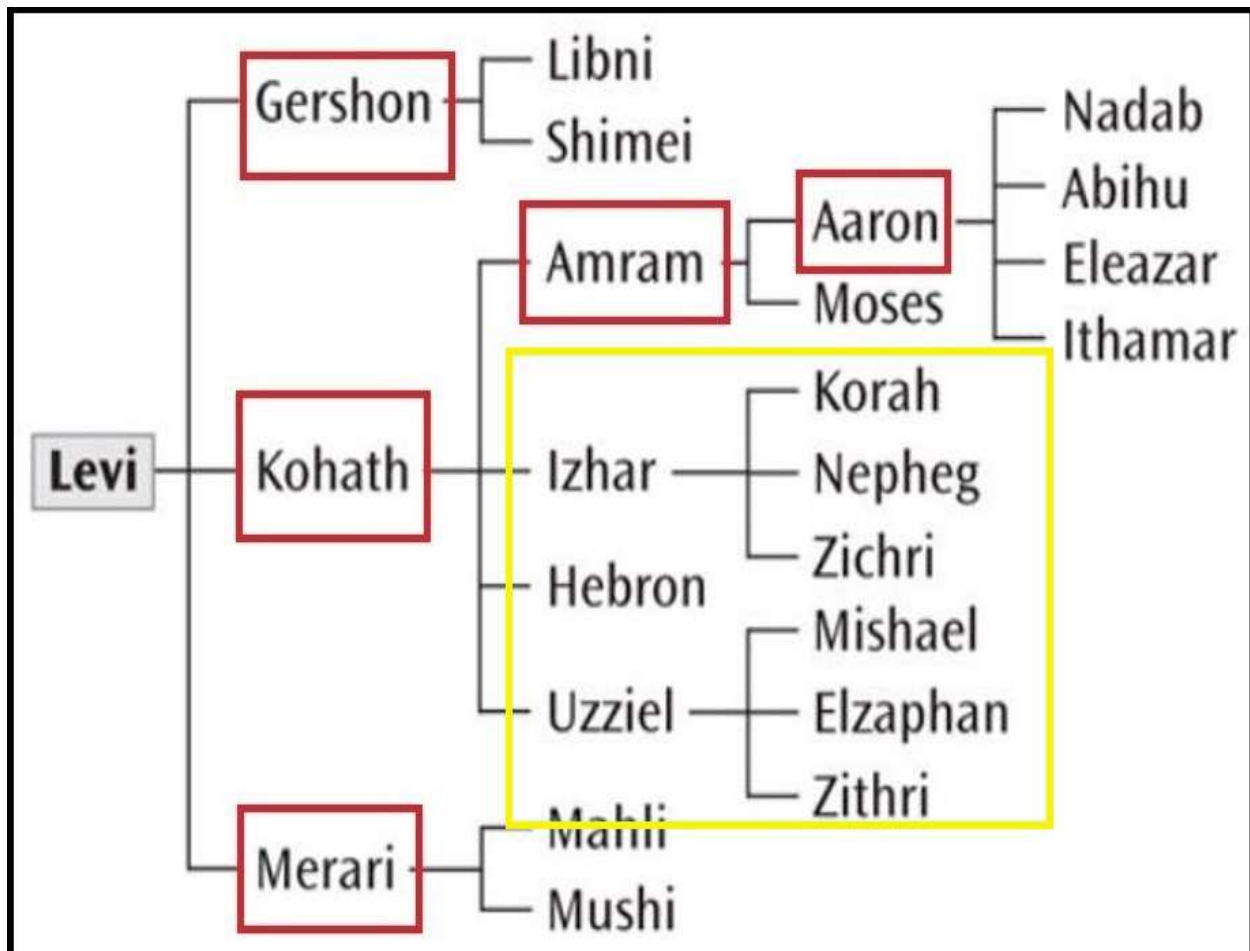 Libni
Gershon
Shimei
Nadab
Abihu
Aaron
Amram
Eleazar
Moses
Ithamar
Korah
Levi
Kohath
Izhar
Nepheg
Zichri
Hebron
Mishael
Uzziel
Elzaphan
Zithri
Mahli
Merari
Mushi